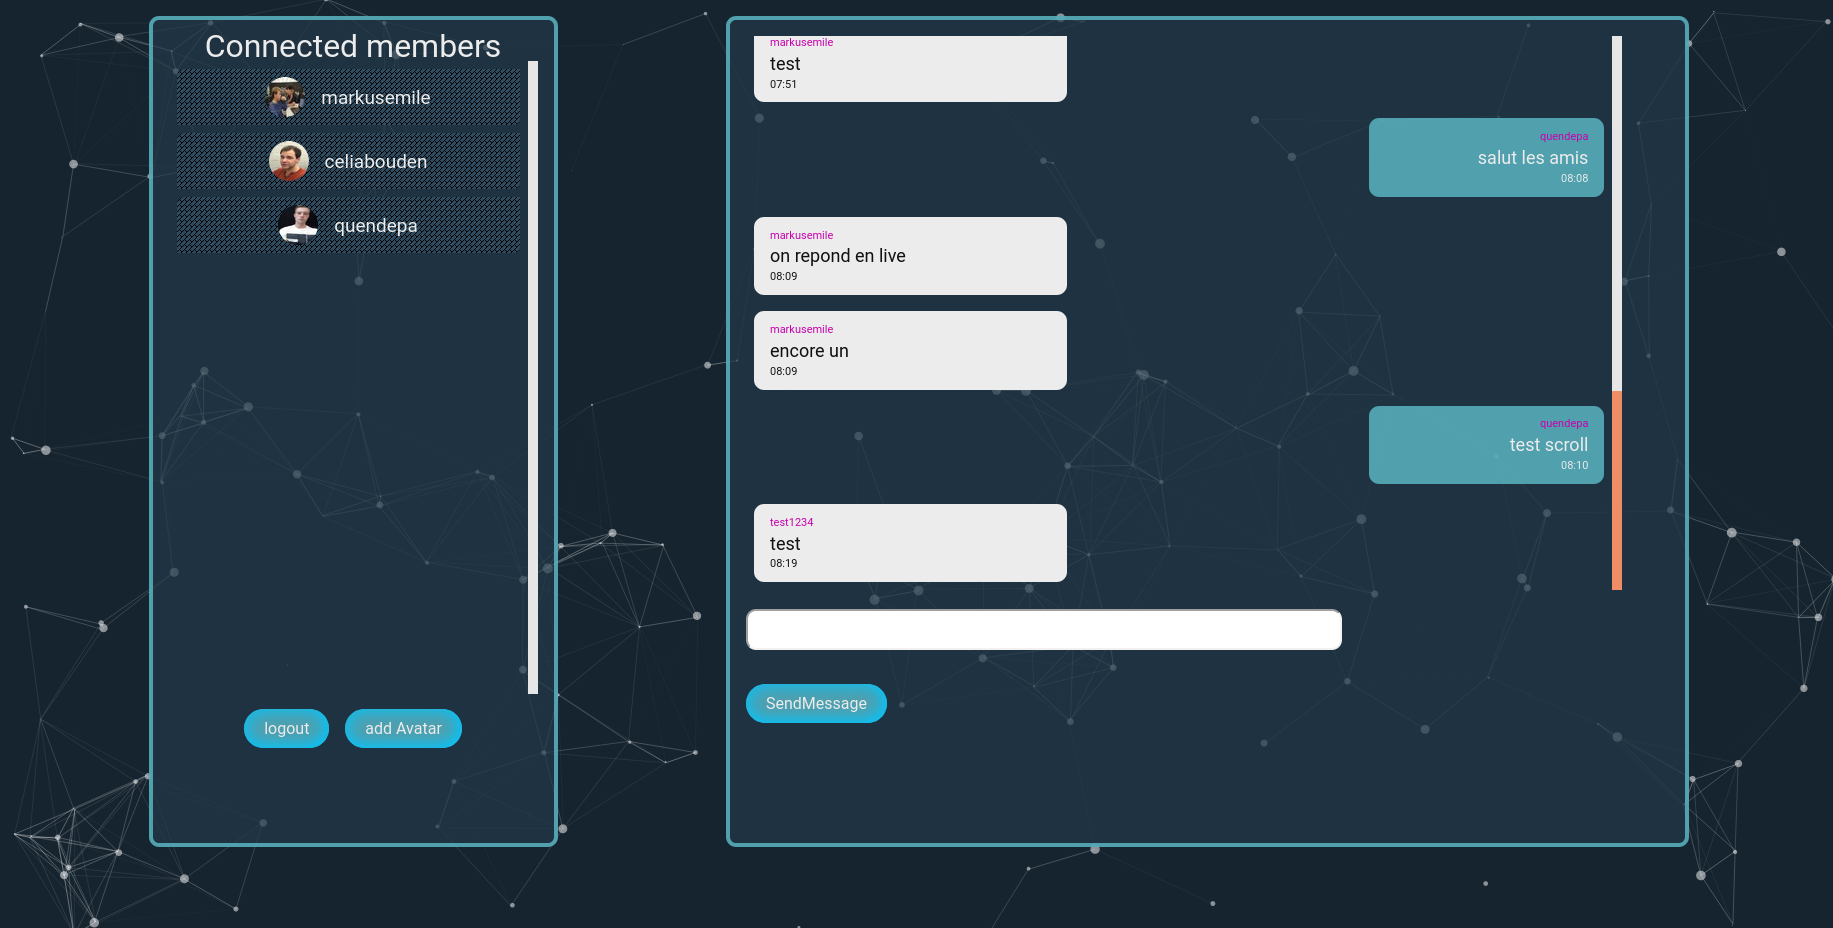 Connected members
markusemile
celiabouden
quendepa
logout
add Avatar
markusemile
test
07:51
quendepa
salut les amis
08:08
markusemile
on repond en live
08:09
markusemile
encore un
08:09
quendepa
test scroll
08:10
test1234
test
08:19
SendMessage